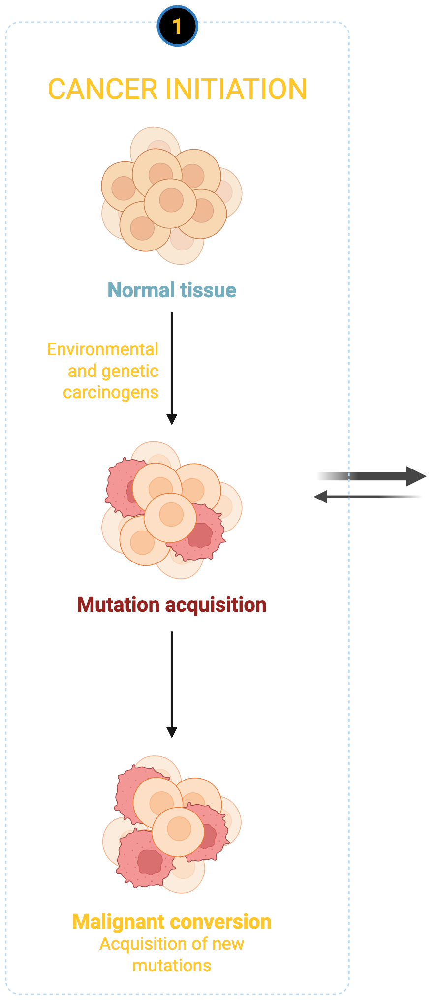 1
CANCER INITIATION
Normal tissue
Environmental
and genetic
carcinogens
Mutation acquisition
Malignant conversion
Acquisition of new
mutations